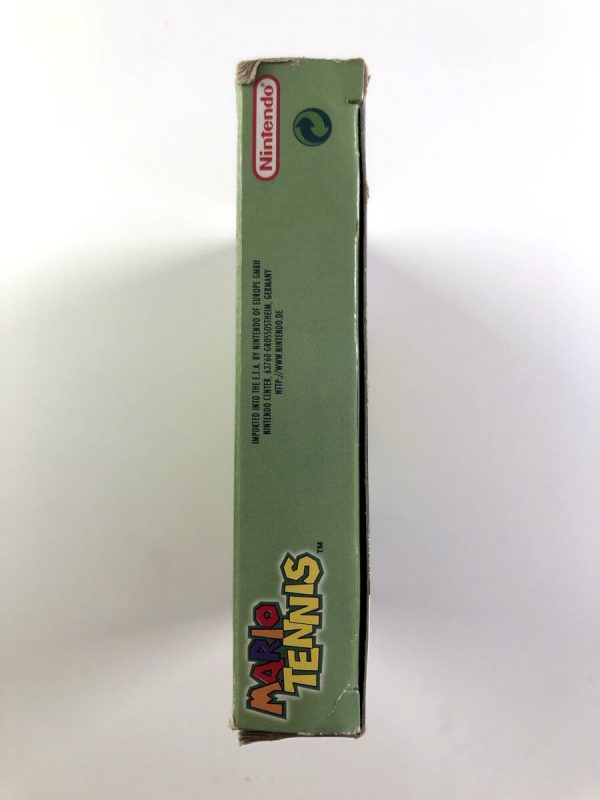 MARIO
TENNIS™
IMPORTED INTO THE E.E.A. BY NINTENDO OF EUROPE GMBH
NINTENDO CENTER, 63760 GROSSOSTHEIM, GERMANY
HTTP://WWW.NINTENDO.DE
Nintendo®